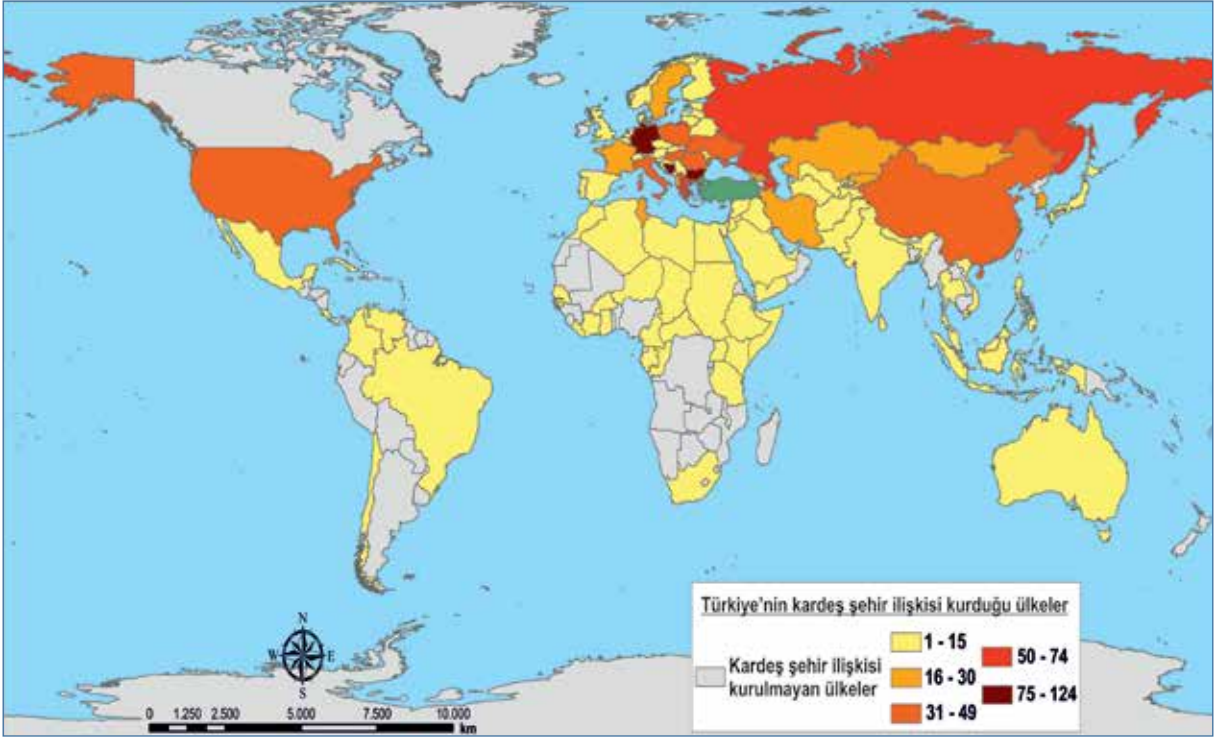 N
W E
S
0 1.250 2.500 5.000 7.500 10.000
km
Türkiye'nin kardeş şehir ilişkisi kurduğu ülkeler
Kardeş şehir ilişkisi
kurulmayan ülkeler
1 - 15
16 - 30
31 - 49
50 - 74
75 - 124